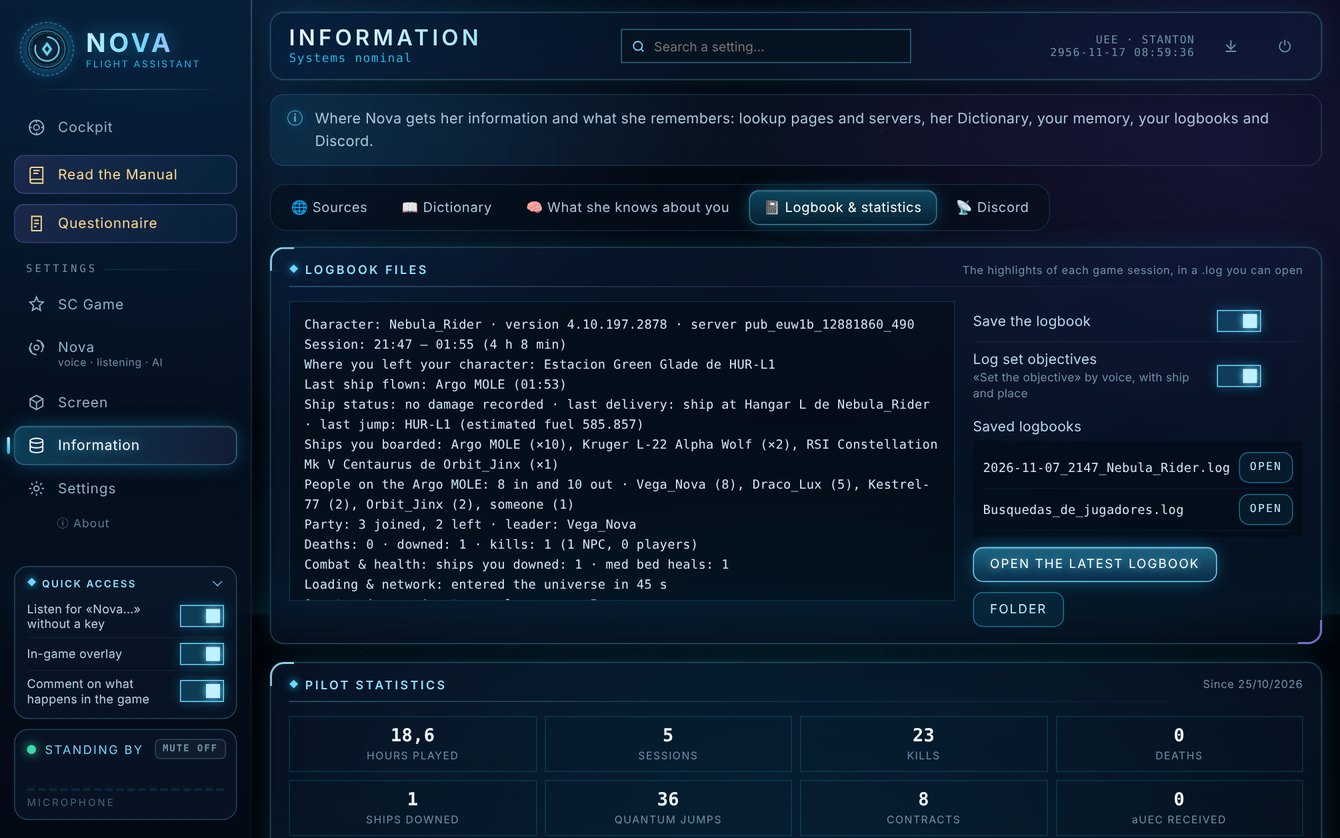 NOVA
FLIGHT ASSISTANT
Cockpit
Read the Manual
Questionnaire
SETTINGS
SC Game
Nova
voice · listening · AI
Screen
Information
Settings
ⓘ About
QUICK ACCESS
Listen for «Nova...»
without a key
In-game overlay
Comment on what
happens in the game
STANDING BY
MUTE OFF
MICROPHONE
INFORMATION
Systems nominal
Search a setting...
UEE · STANTON
2956-11-17 08:59:36
Where Nova gets her information and what she remembers: lookup pages and servers, her Dictionary, your memory, your logbooks and
Discord.
Sources
Dictionary
What she knows about you
Logbook & statistics
Discord
LOGBOOK FILES
The highlights of each game session, in a .log you can open
Character: Nebula_Rider · version 4.10.197.2878 · server pub_euw1b_12881860_490
Session: 21:47 — 01:55 (4 h 8 min)
Where you left your character: Estacion Green Glade de HUR-L1
Last ship flown: Argo MOLE (01:53)
Ship status: no damage recorded · last delivery: ship at Hangar L de Nebula_Rider
· last jump: HUR-L1 (estimated fuel 585.857)
Ships you boarded: Argo MOLE (×10), Kruger L-22 Alpha Wolf (×2), RSI Constellation
Mk V Centaurus de Orbit_Jinx (×1)
People on the Argo MOLE: 8 in and 10 out · Vega_Nova (8), Draco_Lux (5), Kestrel-
77 (2), Orbit_Jinx (2), someone (1)
Party: 3 joined, 2 left · leader: Vega_Nova
Deaths: 0 · downed: 1 · kills: 1 (1 NPC, 0 players)
Combat & health: ships you downed: 1 · med bed heals: 1
Loading & network: entered the universe in 45 s
Save the logbook
Log set objectives
«Set the objective» by voice, with ship
and place
Saved logbooks
2026-11-07_2147_Nebula_Rider.log
OPEN
Busquedas_de_jugadores.log
OPEN
OPEN THE LATEST LOGBOOK
FOLDER
PILOT STATISTICS
Since 25/10/2026
18,6
HOURS PLAYED
5
SESSIONS
23
KILLS
0
DEATHS
1
SHIPS DOWNED
36
QUANTUM JUMPS
8
CONTRACTS
0
aUEC RECEIVED